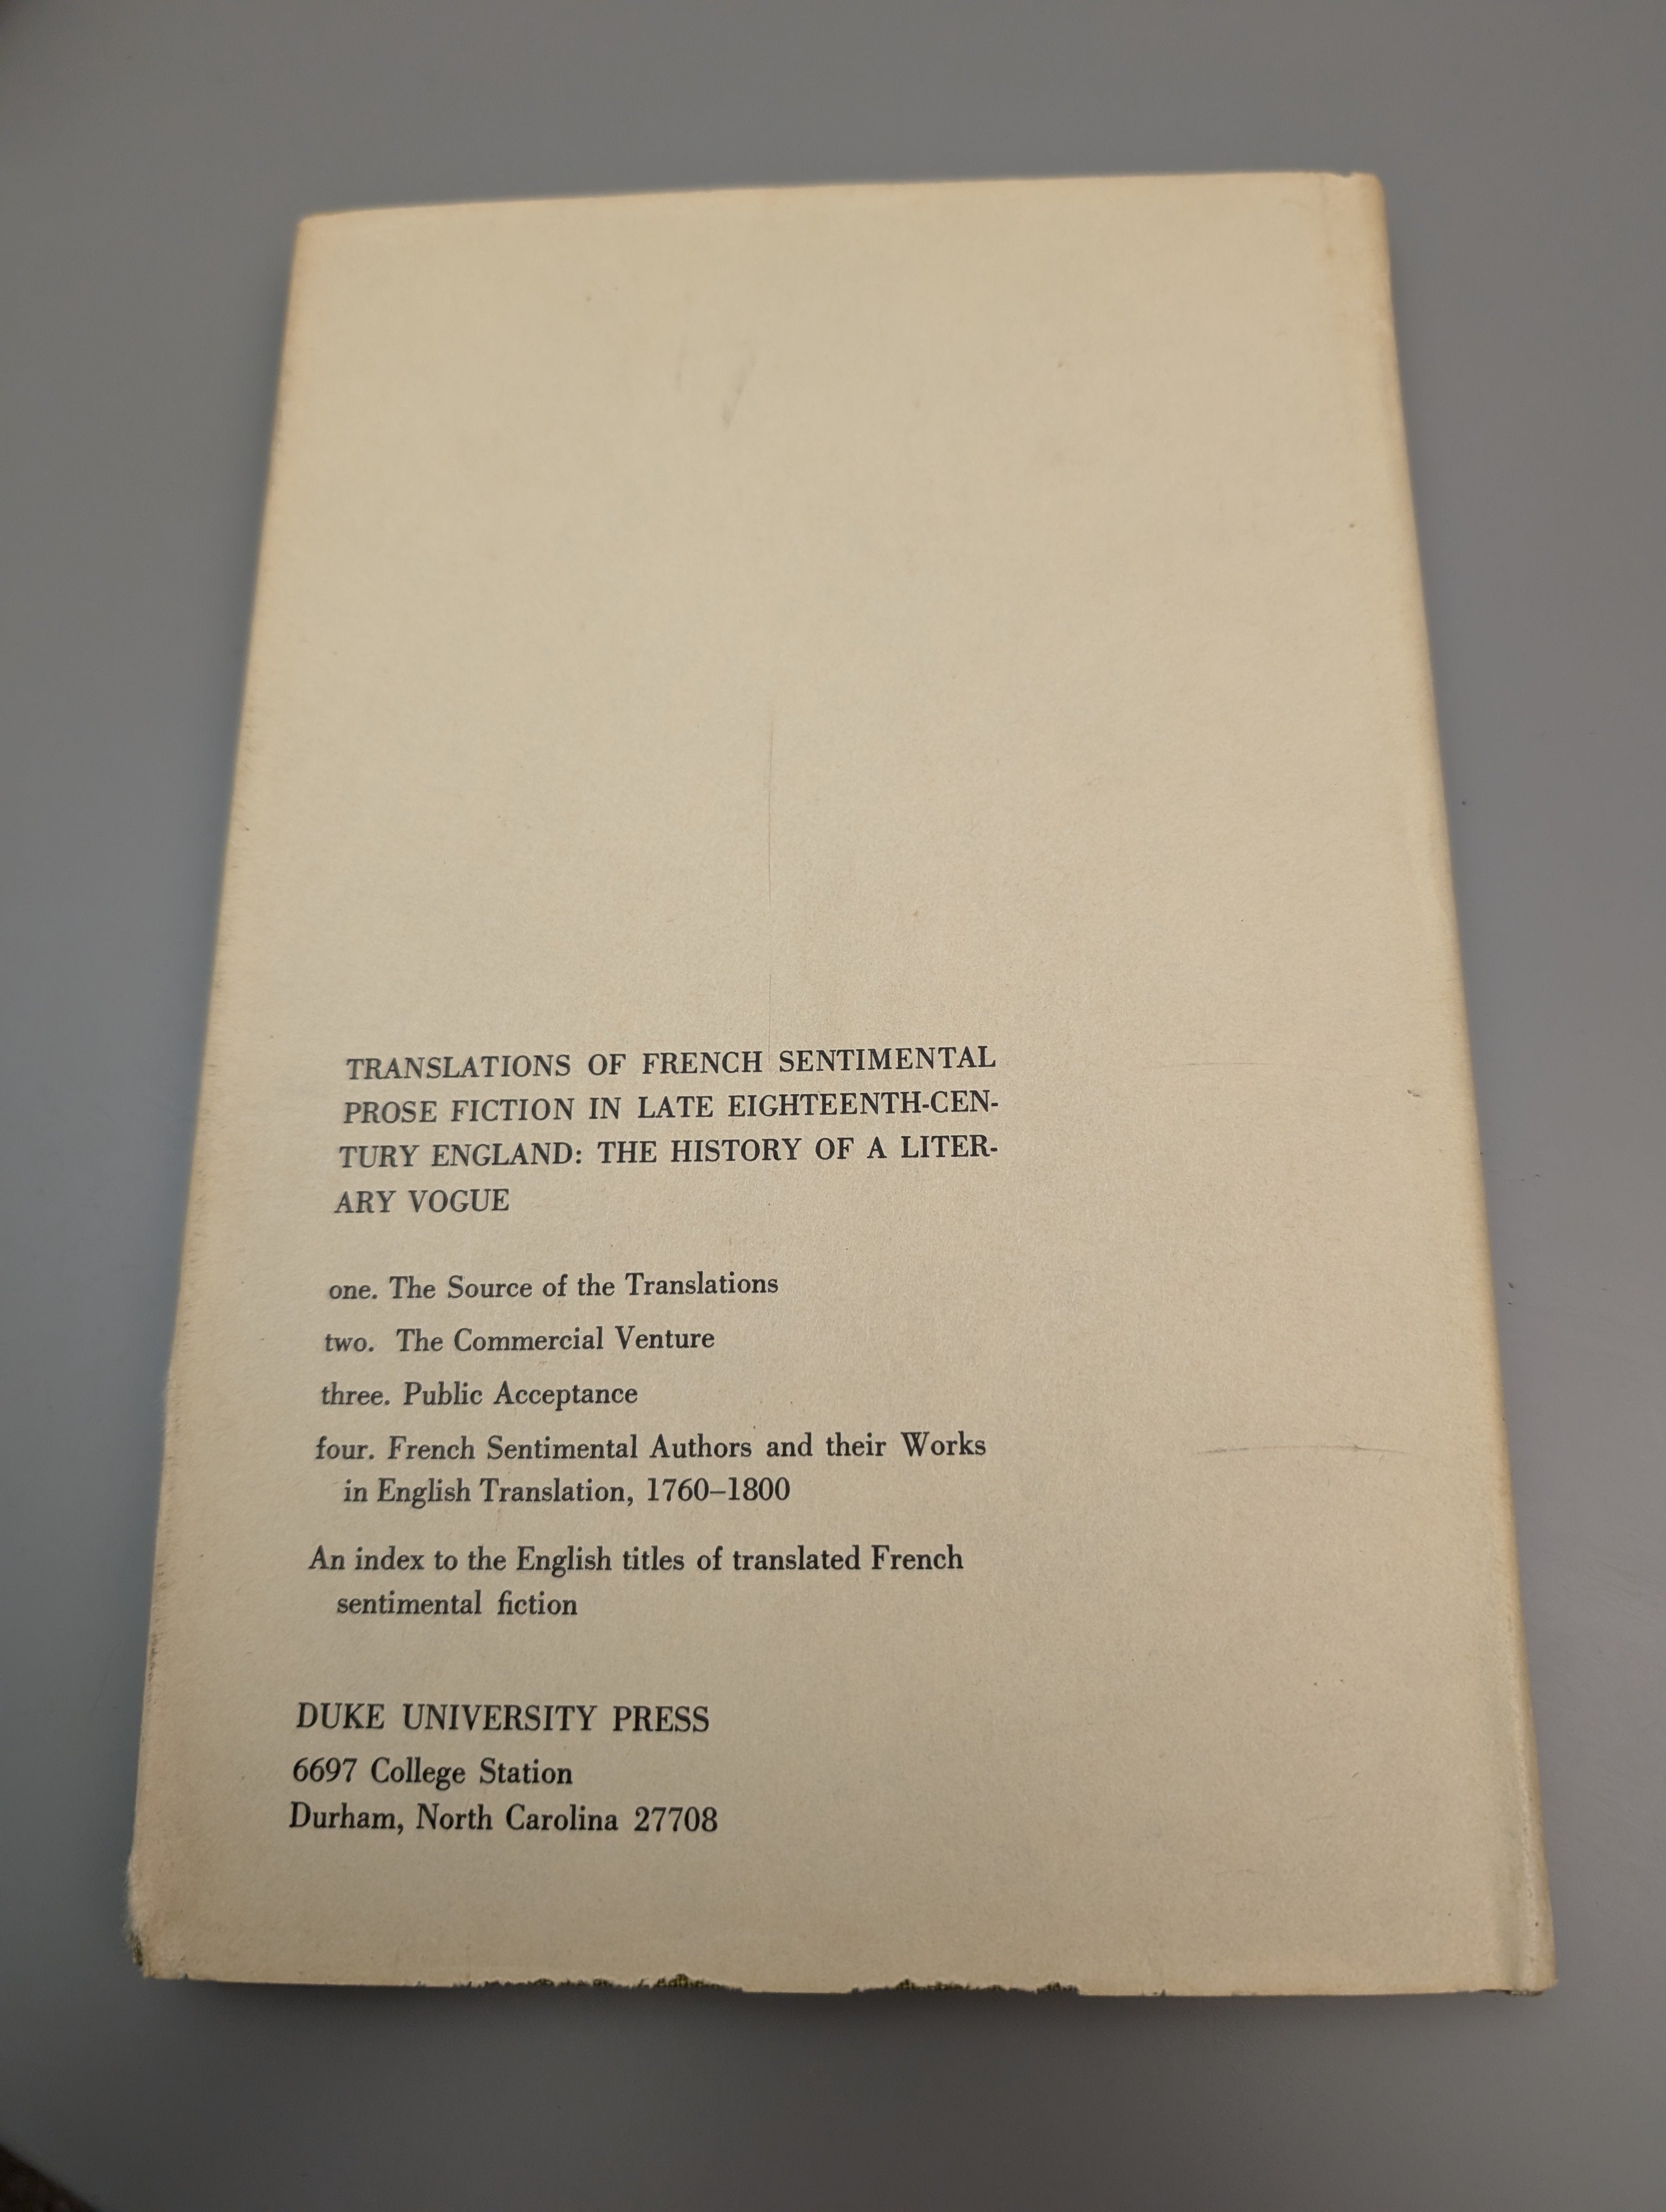 TRANSLATIONS OF FRENCH SENTIMENTAL
PROSE FICTION IN LATE EIGHTEENTH-CEN-
TURY ENGLAND: THE HISTORY OF A LITER-
ARY VOGUE
one. The Source of the Translations
two. The Commercial Venture
three. Public Acceptance
four. French Sentimental Authors and their Works
in English Translation, 1760–1800
An index to the English titles of translated French
sentimental fiction
DUKE UNIVERSITY PRESS
6697 College Station
Durham, North Carolina 27708